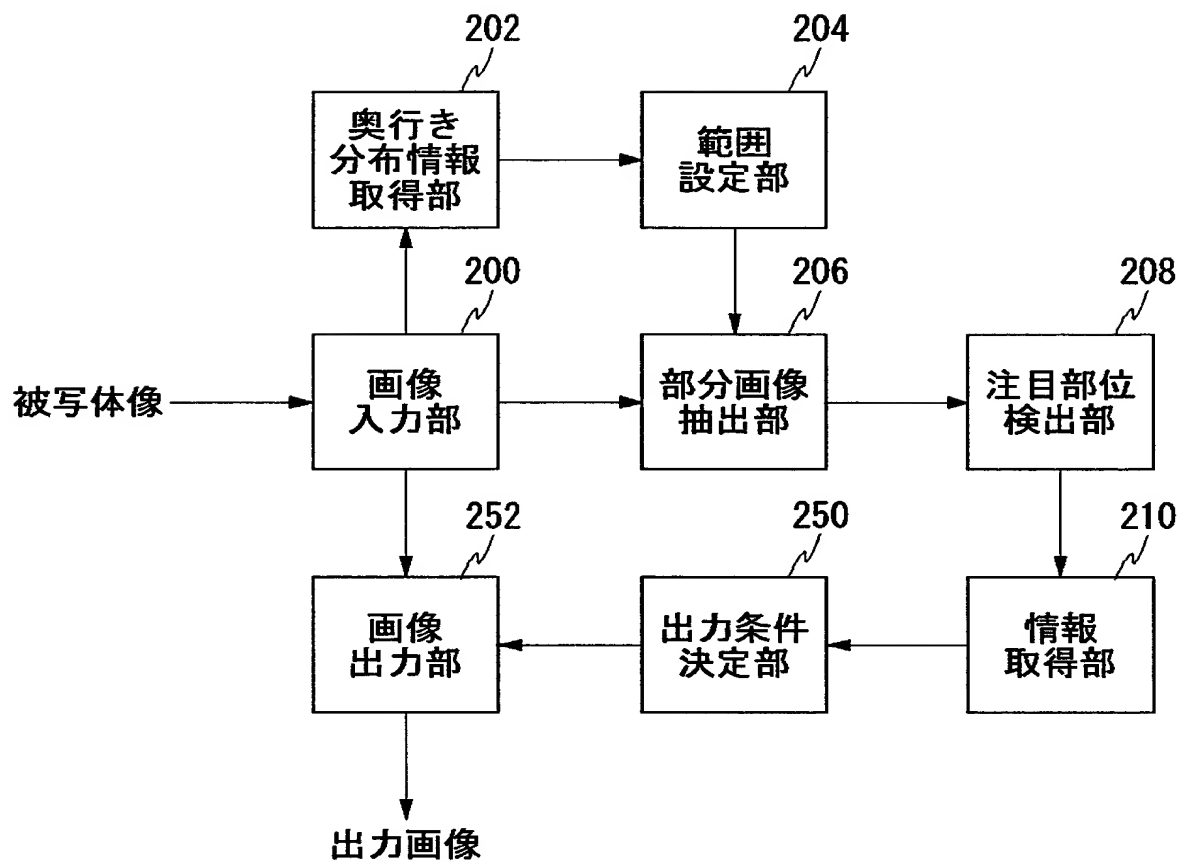 202
204
奥行き
分布情報
取得部
範囲
設定部
200
206
208
被写体像
画像
入力部
部分画像
抽出部
注目部位
検出部
252
250
210
画像
出力部
出力条件
決定部
情報
取得部
出力画像